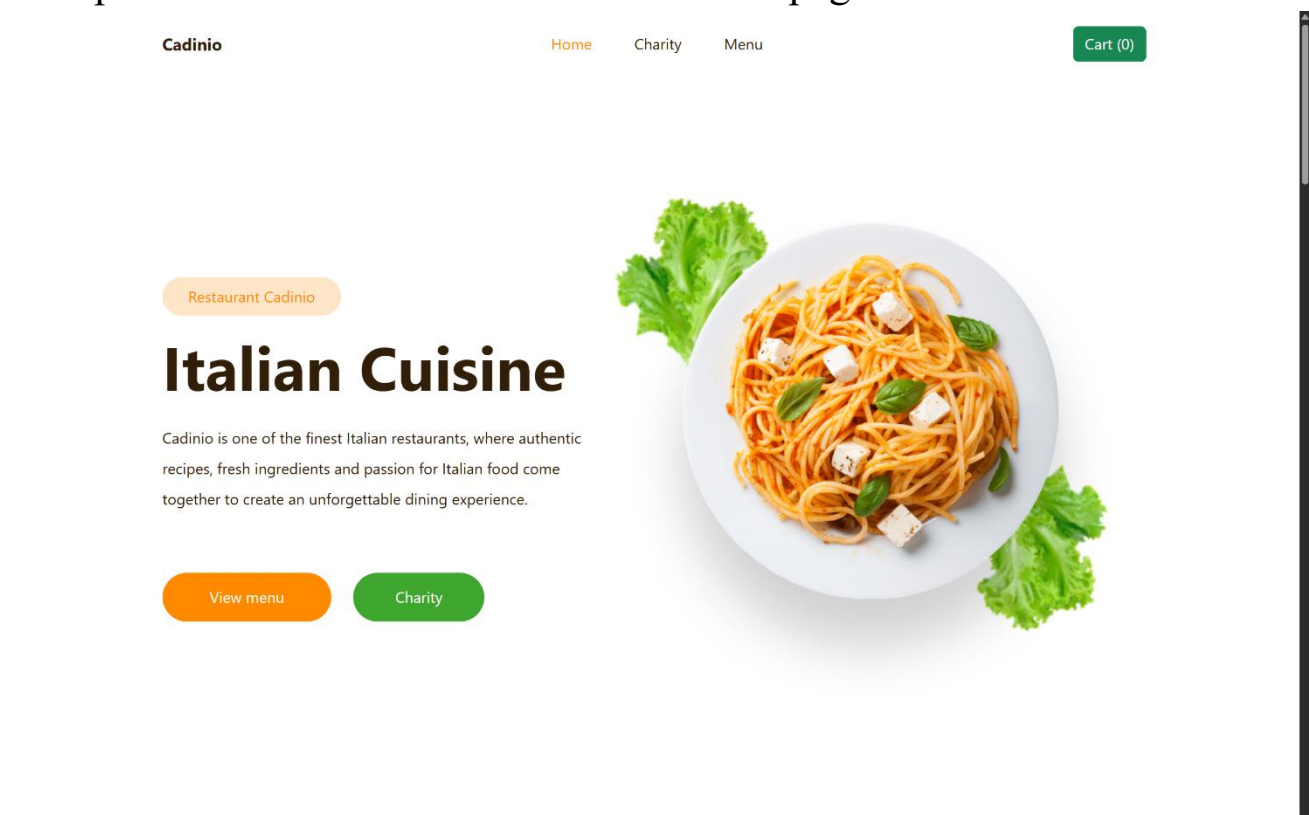 Cadinio
Home Charity Menu
Cart (0)
Restaurant Cadinio
Italian Cuisine
Cadinio is one of the finest Italian restaurants, where authentic
recipes, fresh ingredients and passion for Italian food come
together to create an unforgettable dining experience.
View menu
Charity